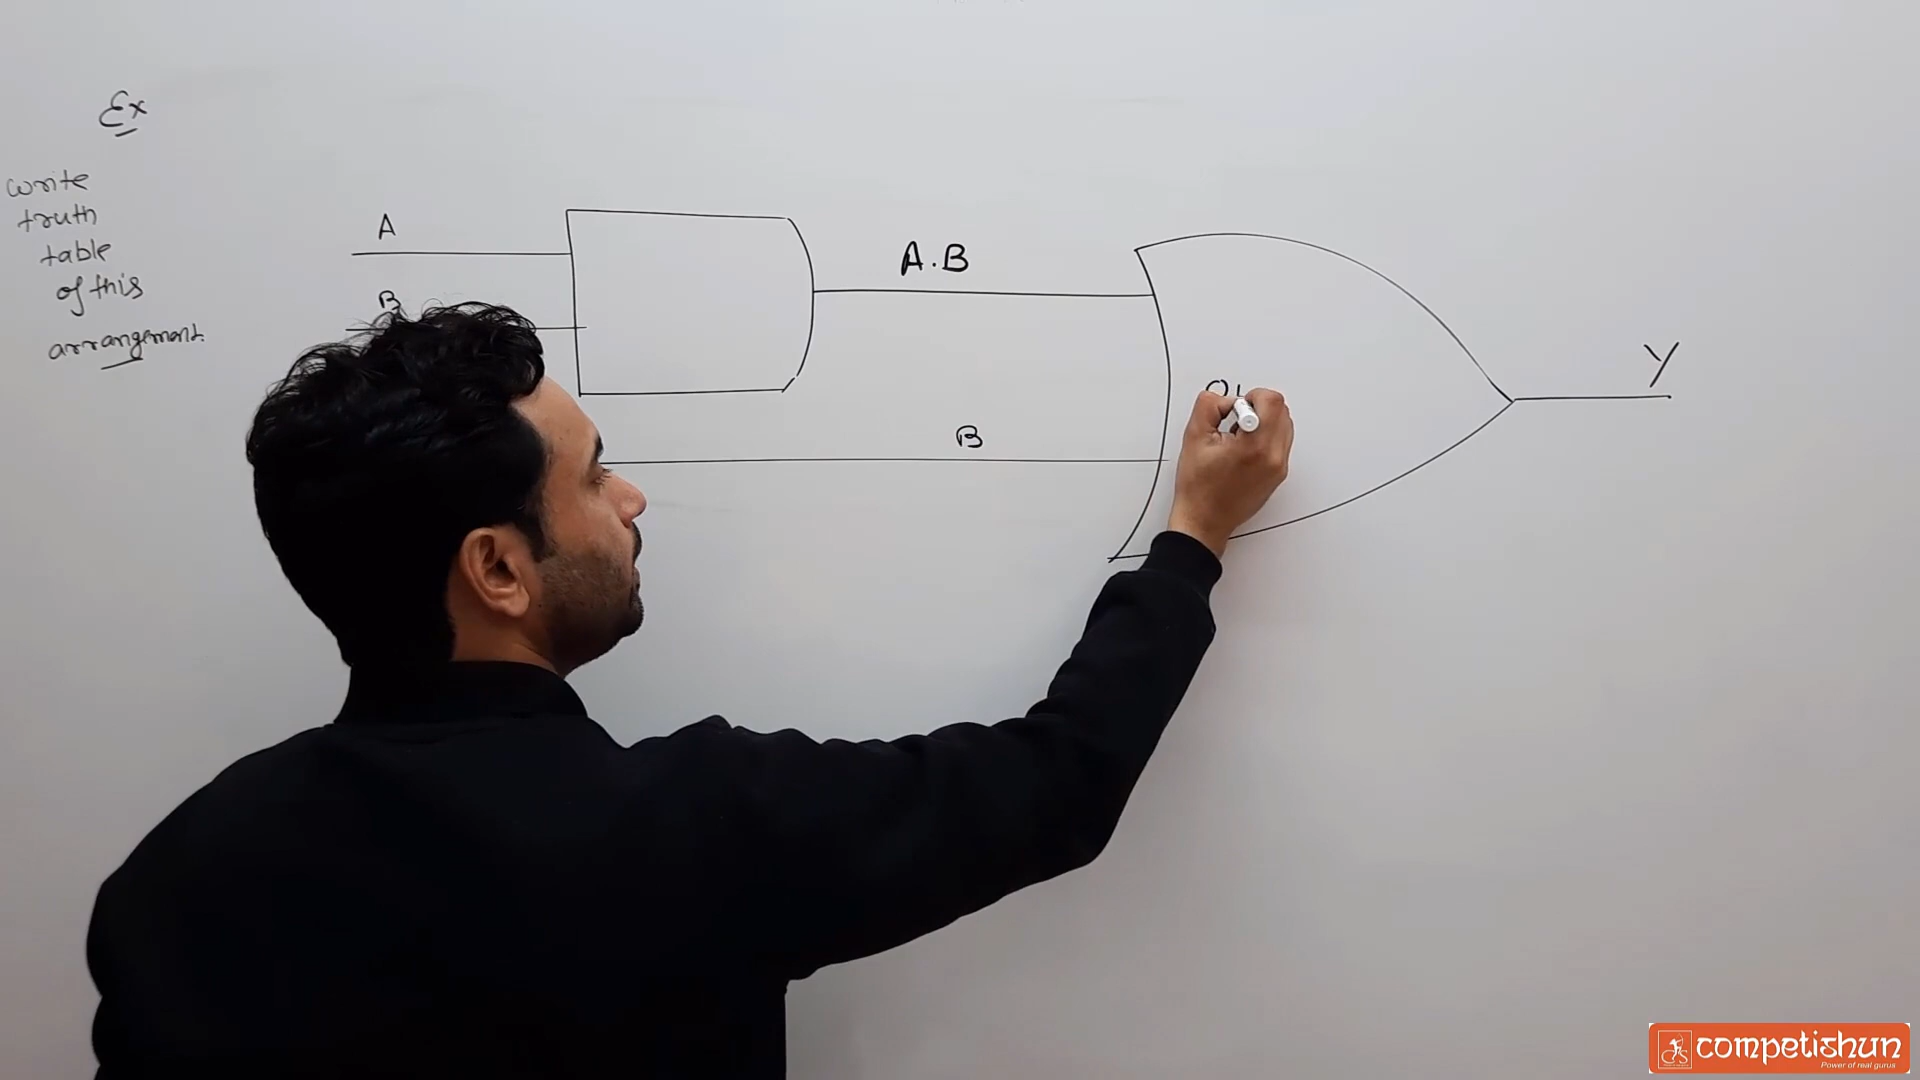 Ex
write
truth
table
of this
arrangement.
A
B
A.B
B
Y
competishun
Power of real gurus